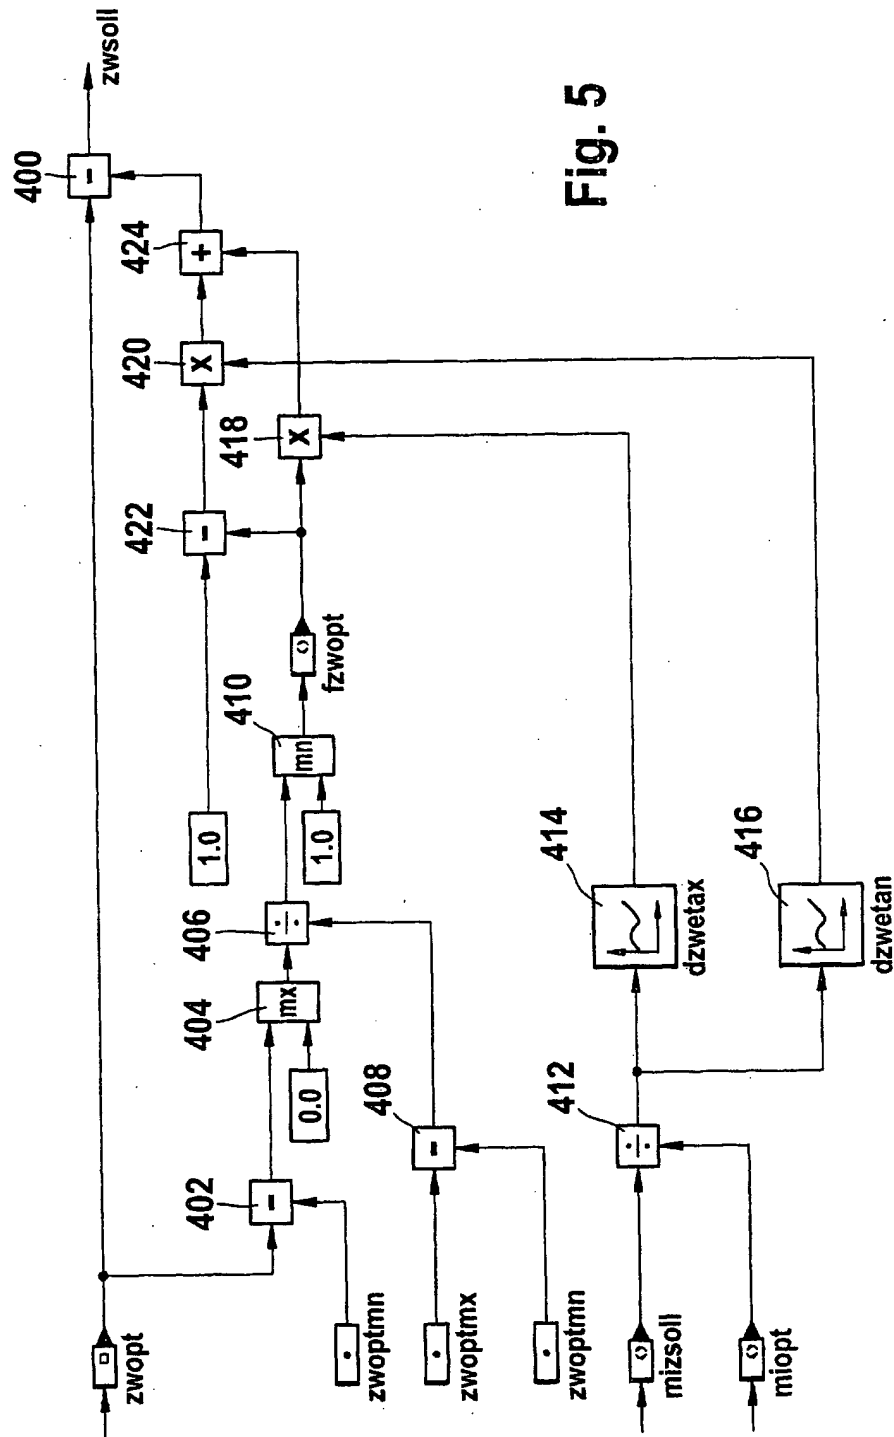 400
zwsoll
−
424
+
420
X
418
X
422
−
Fig. 5
1.0
fzwopt
410
mn
1.0
406
÷
404
mx
0.0
414
dzwetax
416
dzwetan
402
−
408
−
412
÷
zwopt
zwoptmn
zwoptmx
zwoptmn
mizsoll
miopt